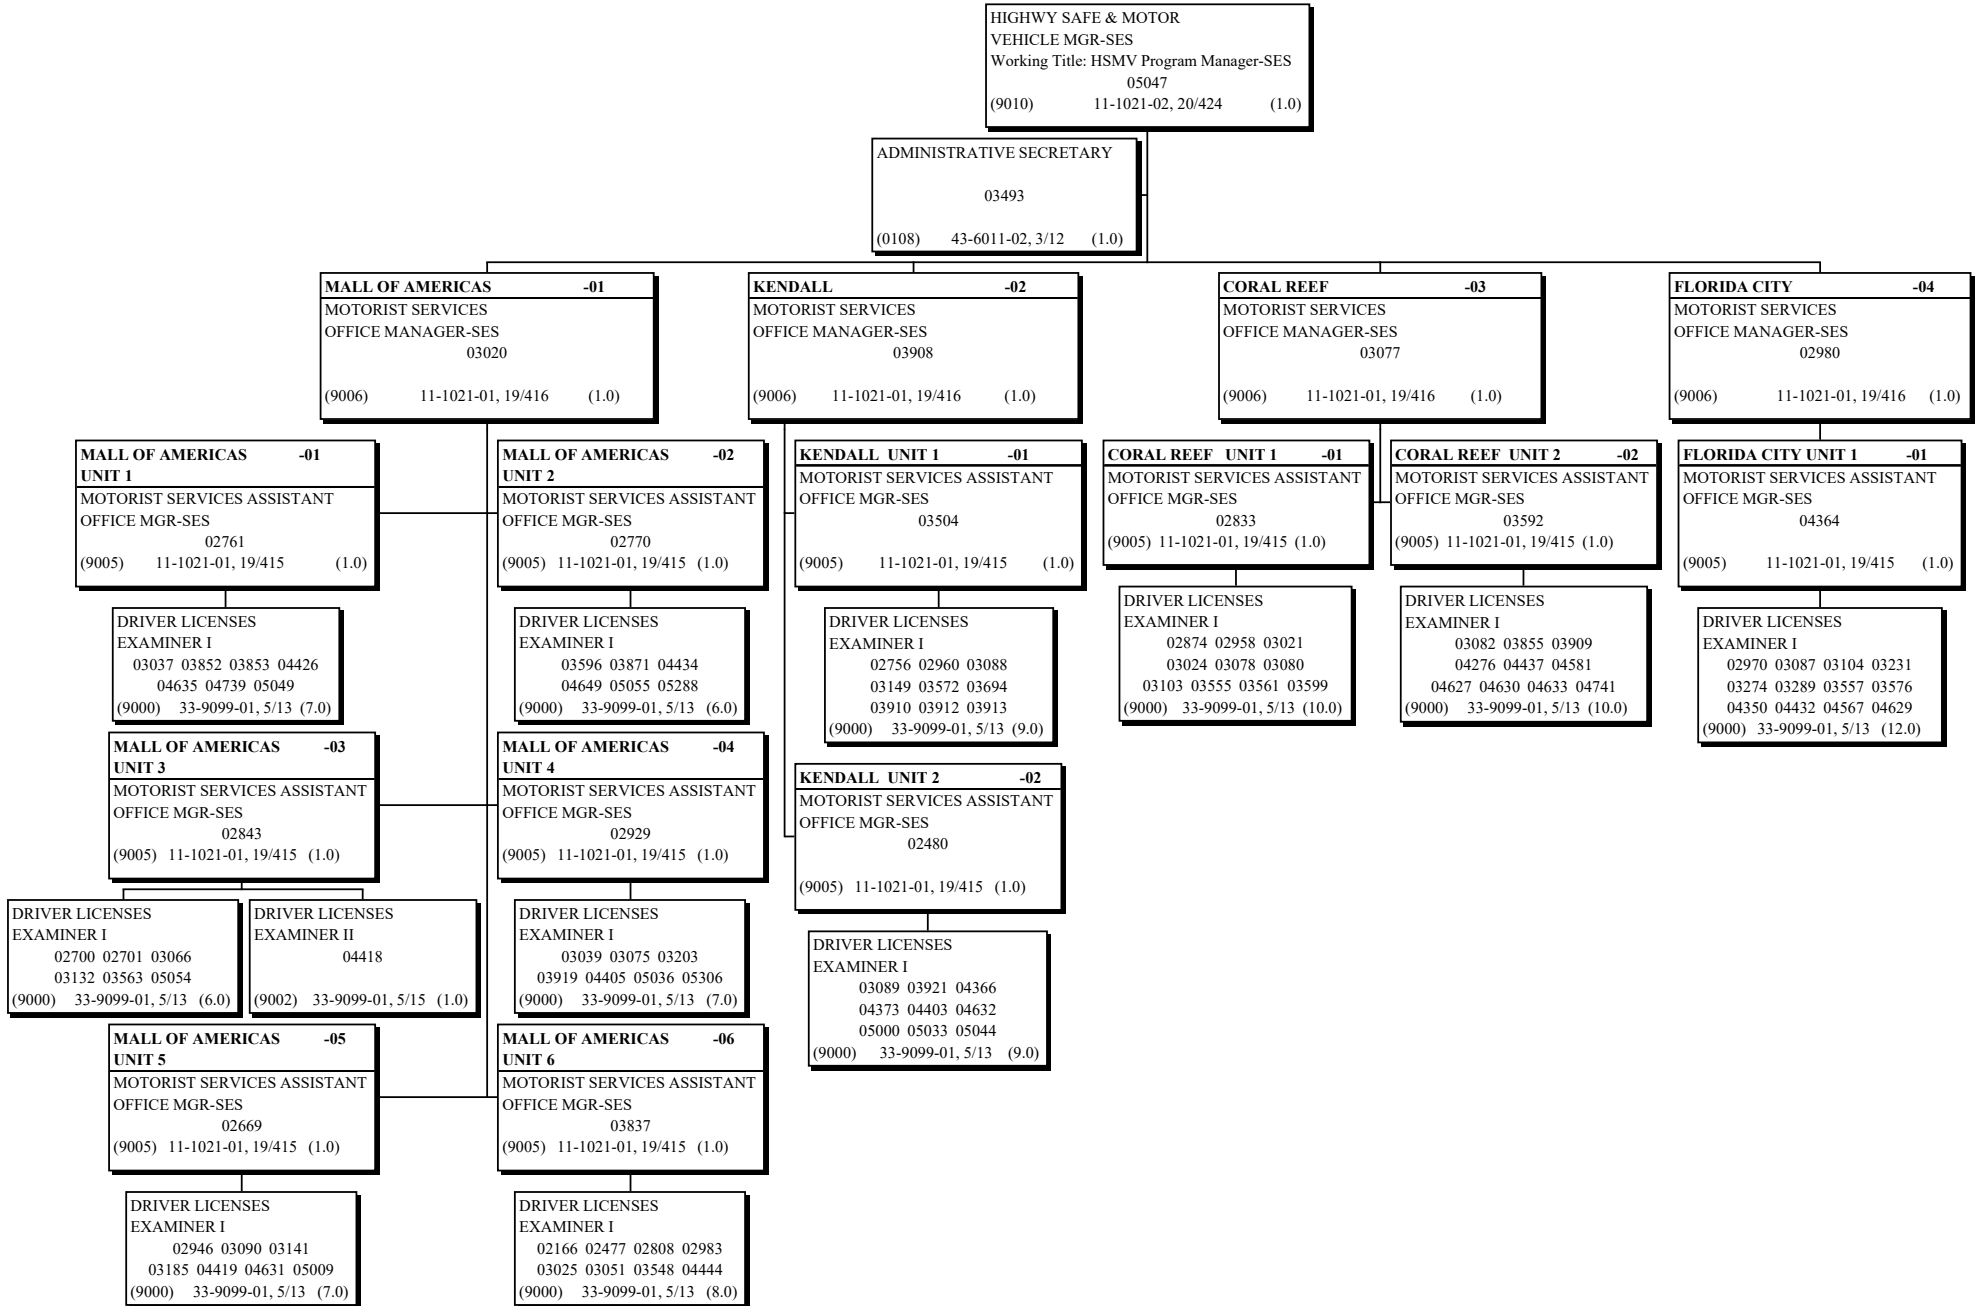 HIGHWY SAFE & MOTOR
VEHICLE MGR-SES
Working Title: HSMV Program Manager-SES
05047
(9010) 11-1021-02, 20/424 (1.0)
ADMINISTRATIVE SECRETARY
03493
(0108) 43-6011-02, 3/12 (1.0)
MALL OF AMERICAS -01
MOTORIST SERVICES
OFFICE MANAGER-SES
03020
(9006) 11-1021-01, 19/416 (1.0)
KENDALL -02
MOTORIST SERVICES
OFFICE MANAGER-SES
03908
(9006) 11-1021-01, 19/416 (1.0)
CORAL REEF -03
MOTORIST SERVICES
OFFICE MANAGER-SES
03077
(9006) 11-1021-01, 19/416 (1.0)
FLORIDA CITY -04
MOTORIST SERVICES
OFFICE MANAGER-SES
02980
(9006) 11-1021-01, 19/416 (1.0)
MALL OF AMERICAS -01
UNIT 1
MOTORIST SERVICES ASSISTANT
OFFICE MGR-SES
02761
(9005) 11-1021-01, 19/415 (1.0)
MALL OF AMERICAS -02
UNIT 2
MOTORIST SERVICES ASSISTANT
OFFICE MGR-SES
02770
(9005) 11-1021-01, 19/415 (1.0)
KENDALL UNIT 1 -01
MOTORIST SERVICES ASSISTANT
OFFICE MGR-SES
03504
(9005) 11-1021-01, 19/415 (1.0)
CORAL REEF UNIT 1 -01
MOTORIST SERVICES ASSISTANT
OFFICE MGR-SES
02833
(9005) 11-1021-01, 19/415 (1.0)
CORAL REEF UNIT 2 -02
MOTORIST SERVICES ASSISTANT
OFFICE MGR-SES
03592
(9005) 11-1021-01, 19/415 (1.0)
FLORIDA CITY UNIT 1 -01
MOTORIST SERVICES ASSISTANT
OFFICE MGR-SES
04364
(9005) 11-1021-01, 19/415 (1.0)
DRIVER LICENSES
EXAMINER I
03037 03852 03853 04426
04635 04739 05049
(9000) 33-9099-01, 5/13 (7.0)
DRIVER LICENSES
EXAMINER I
03596 03871 04434
04649 05055 05288
(9000) 33-9099-01, 5/13 (6.0)
DRIVER LICENSES
EXAMINER I
02756 02960 03088
03149 03572 03694
03910 03912 03913
(9000) 33-9099-01, 5/13 (9.0)
DRIVER LICENSES
EXAMINER I
02874 02958 03021
03024 03078 03080
03103 03555 03561 03599
(9000) 33-9099-01, 5/13 (10.0)
DRIVER LICENSES
EXAMINER I
03082 03855 03909
04276 04437 04581
04627 04630 04633 04741
(9000) 33-9099-01, 5/13 (10.0)
DRIVER LICENSES
EXAMINER I
02970 03087 03104 03231
03274 03289 03557 03576
04350 04432 04567 04629
(9000) 33-9099-01, 5/13 (12.0)
MALL OF AMERICAS -03
UNIT 3
MOTORIST SERVICES ASSISTANT
OFFICE MGR-SES
02843
(9005) 11-1021-01, 19/415 (1.0)
MALL OF AMERICAS -04
UNIT 4
MOTORIST SERVICES ASSISTANT
OFFICE MGR-SES
02929
(9005) 11-1021-01, 19/415 (1.0)
KENDALL UNIT 2 -02
MOTORIST SERVICES ASSISTANT
OFFICE MGR-SES
02480
(9005) 11-1021-01, 19/415 (1.0)
DRIVER LICENSES
EXAMINER I
02700 02701 03066
03132 03563 05054
(9000) 33-9099-01, 5/13 (6.0)
DRIVER LICENSES
EXAMINER II
04418
(9002) 33-9099-01, 5/15 (1.0)
DRIVER LICENSES
EXAMINER I
03039 03075 03203
03919 04405 05036 05306
(9000) 33-9099-01, 5/13 (7.0)
DRIVER LICENSES
EXAMINER I
03089 03921 04366
04373 04403 04632
05000 05033 05044
(9000) 33-9099-01, 5/13 (9.0)
MALL OF AMERICAS -05
UNIT 5
MOTORIST SERVICES ASSISTANT
OFFICE MGR-SES
02669
(9005) 11-1021-01, 19/415 (1.0)
MALL OF AMERICAS -06
UNIT 6
MOTORIST SERVICES ASSISTANT
OFFICE MGR-SES
03837
(9005) 11-1021-01, 19/415 (1.0)
DRIVER LICENSES
EXAMINER I
02946 03090 03141
03185 04419 04631 05009
(9000) 33-9099-01, 5/13 (7.0)
DRIVER LICENSES
EXAMINER I
02166 02477 02808 02983
03025 03051 03548 04444
(9000) 33-9099-01, 5/13 (8.0)